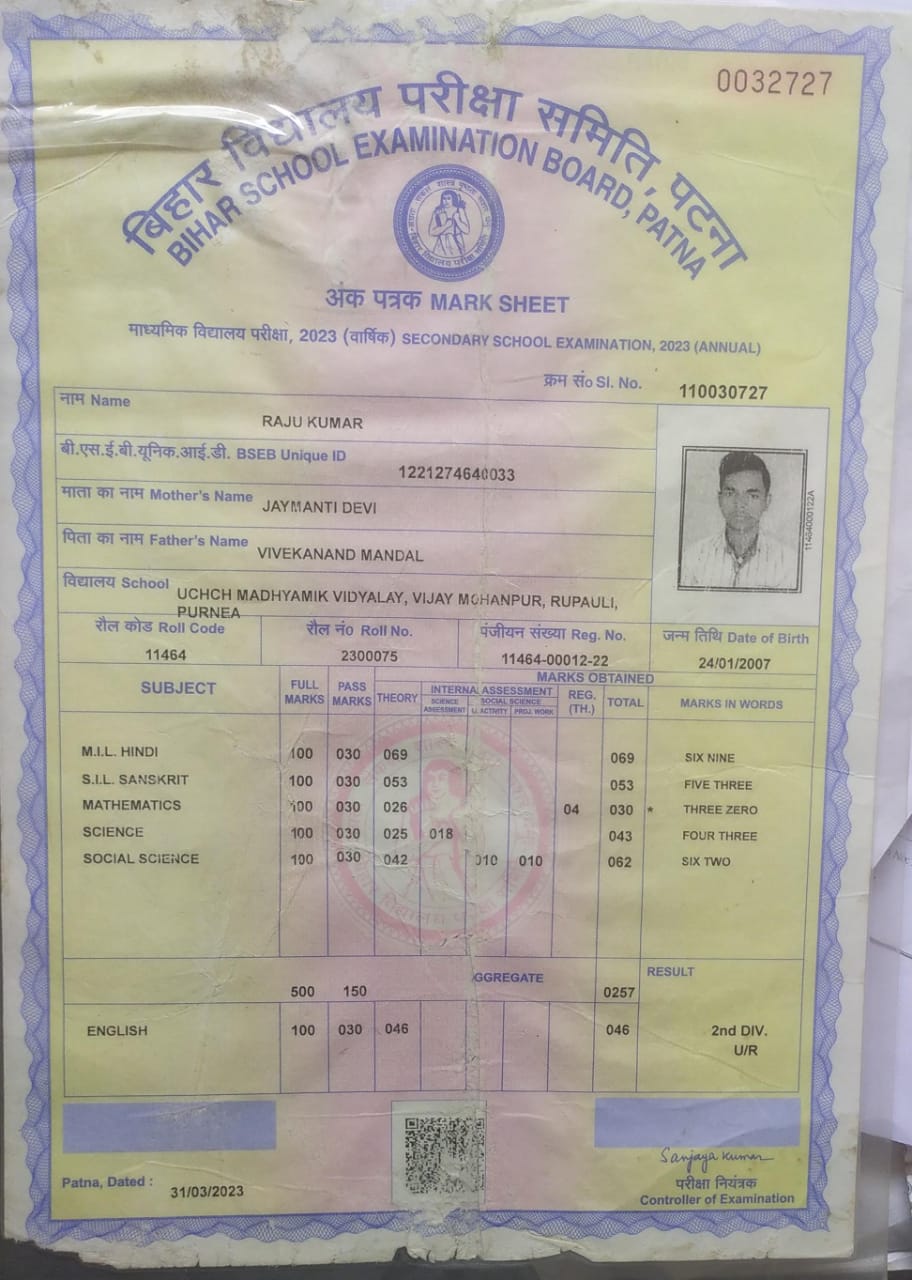 0032727
बिहार विद्यालय परीक्षा समिति, पटना
BIHAR SCHOOL EXAMINATION BOARD, PATNA
अंक पत्रक MARK SHEET
माध्यमिक विद्यालय परीक्षा, 2023 (वार्षिक) SECONDARY SCHOOL EXAMINATION, 2023 (ANNUAL)
क्रम सं० Sl. No. 110030727
नाम Name
RAJU KUMAR
बी.एस.ई.बी.यूनिक.आई.डी. BSEB Unique ID
1221274640033
माता का नाम Mother's Name JAYMANTI DEVI
पिता का नाम Father's Name VIVEKANAND MANDAL
विद्यालय School UCHCH MADHYAMIK VIDYALAY, VIJAY MOHANPUR, RUPAULI,
PURNEA
11464000122A
रौल कोड Roll Code रौल नं० Roll No. पंजीयन संख्या Reg. No. जन्म तिथि Date of Birth
11464 2300075 11464-00012-22 24/01/2007
MARKS OBTAINED
SUBJECT FULL MARKS PASS MARKS THEORY INTERNAL ASSESSMENT REG. (TH.) TOTAL MARKS IN WORDS
SCIENCE ASSESSMENT SOCIAL SCIENCE
L. ACTIVITY PROJ. WORK
M.I.L. HINDI 100 030 069 069 SIX NINE
S.I.L. SANSKRIT 100 030 053 053 FIVE THREE
MATHEMATICS 100 030 026 04 030 * THREE ZERO
SCIENCE 100 030 025 018 043 FOUR THREE
SOCIAL SCIENCE 100 030 042 010 010 062 SIX TWO
GGREGATE RESULT
500 150 0257
ENGLISH 100 030 046 046 2nd DIV.
U/R
Patna, Dated : 31/03/2023
Sanjaya Kumar
परीक्षा नियंत्रक
Controller of Examination